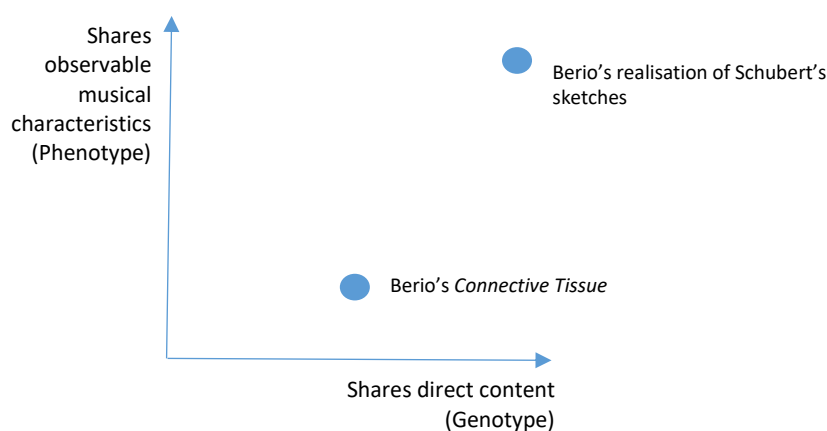 Shares
observable
musical
characteristics
(Phenotype)
Berio’s realisation of Schubert’s
sketches
Berio’s Connective Tissue
Shares direct content
(Genotype)